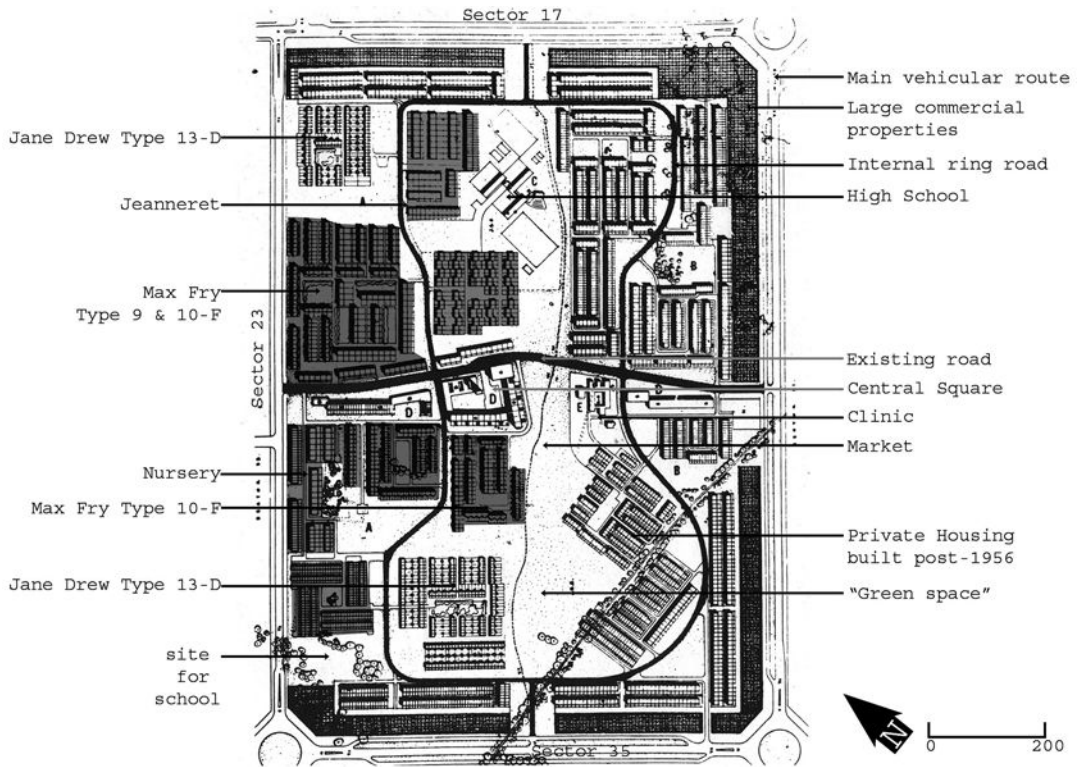 Sector 17
Main vehicular route
Large commercial
properties
Jane Drew Type 13-D
Internal ring road
High School
Jeanneret
C
A
B
Max Fry
Type 9 & 10-F
Sector 23
Existing road
Central Square
D
D
E
D
Clinic
Market
B
Nursery
Max Fry Type 10-F
A
Private Housing
built post-1956
Jane Drew Type 13-D
"Green space"
site
for
school
N
0
200
Sector 35